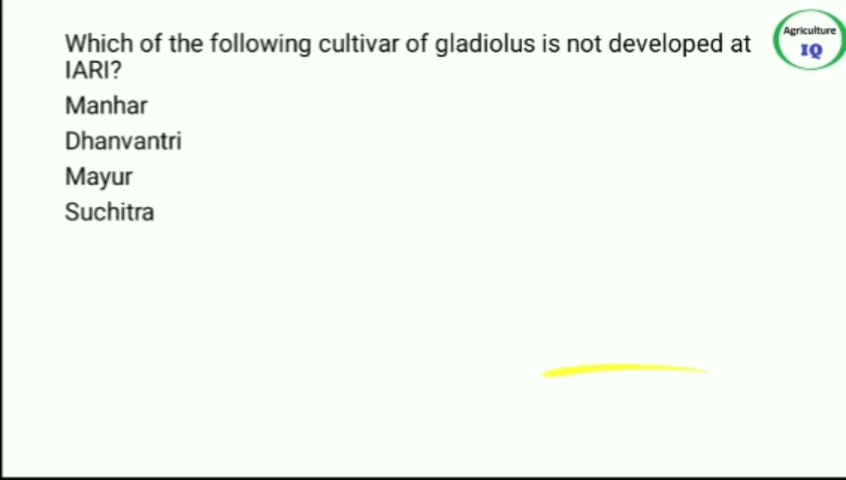 Which of the following cultivar of gladiolus is not developed at
IARI?
Manhar
Dhanvantri
Mayur
Suchitra
Agriculture
IQ